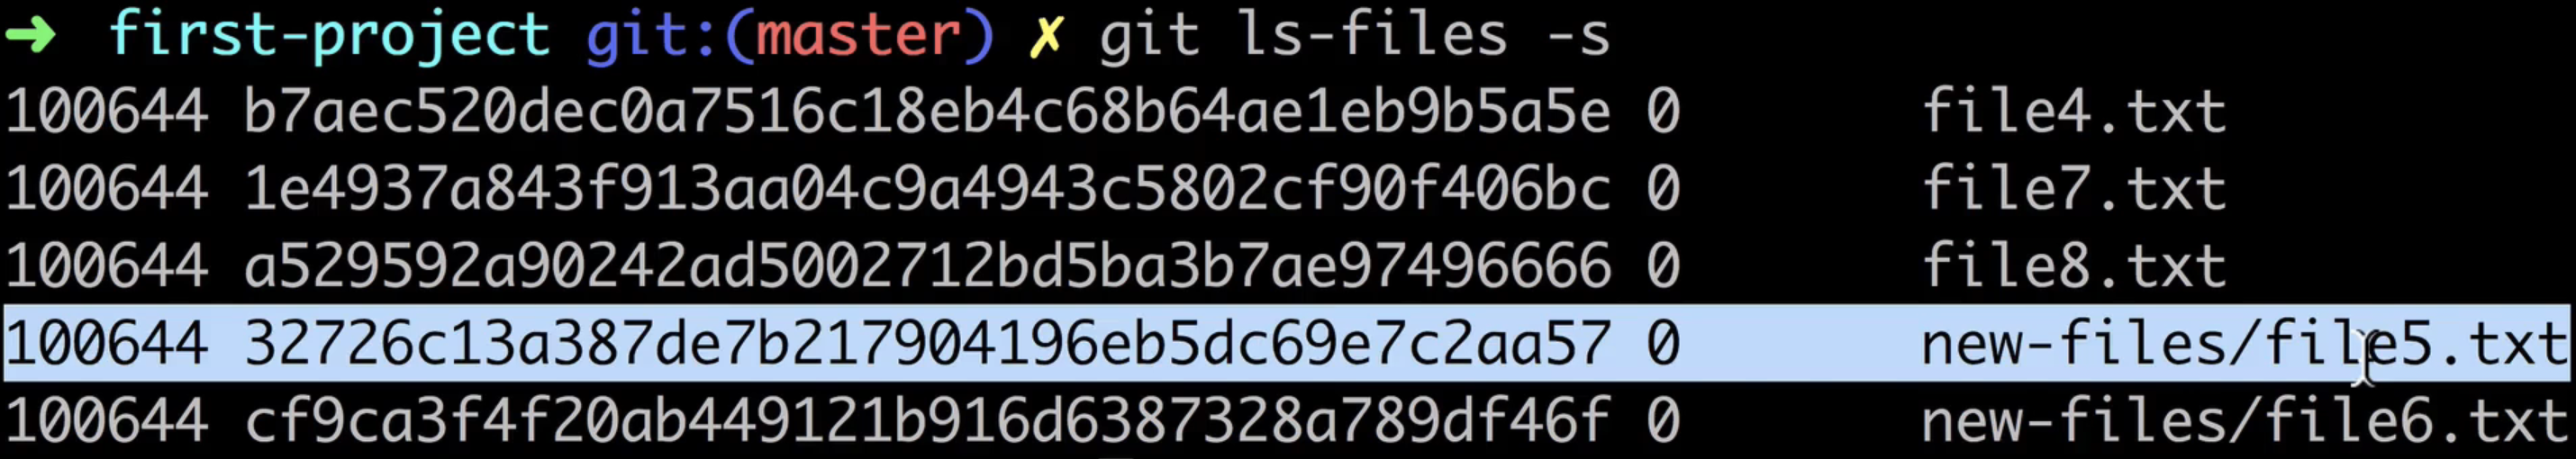 ➜ first-project git:(master) ✗ git ls-files -s
100644 b7aec520dec0a7516c18eb4c68b64ae1eb9b5a5e 0 file4.txt
100644 1e4937a843f913aa04c9a4943c5802cf90f406bc 0 file7.txt
100644 a529592a90242ad5002712bd5ba3b7ae97496666 0 file8.txt
100644 32726c13a387de7b217904196eb5dc69e7c2aa57 0 new-files/file5.txt
100644 cf9ca3f4f20ab449121b916d6387328a789df46f 0 new-files/file6.txt